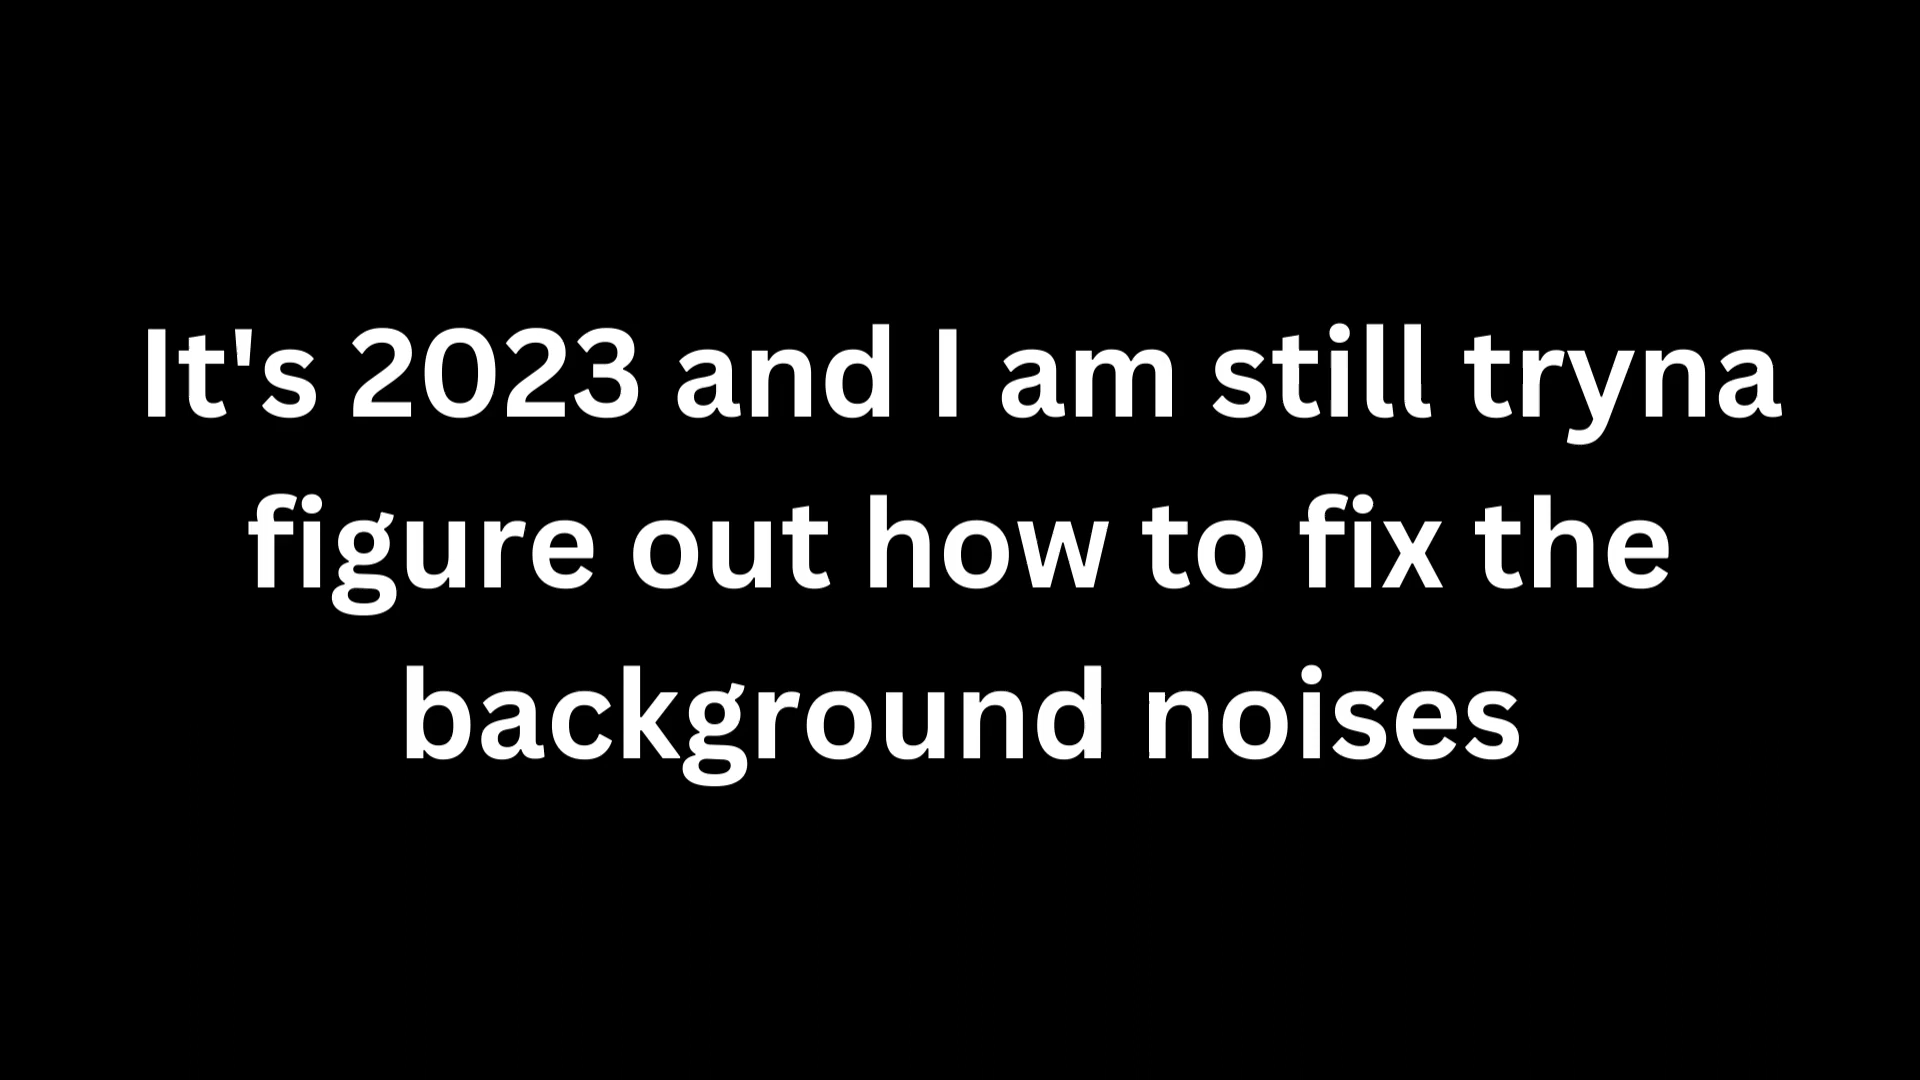 It's 2023 and I am still tryna
figure out how to fix the
background noises